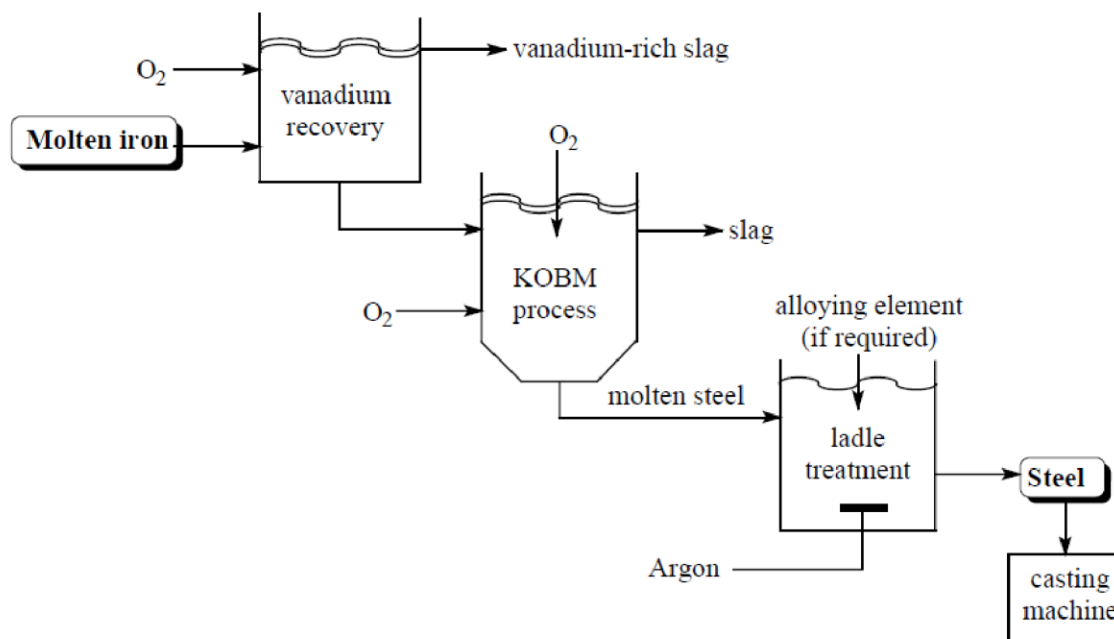 O2
vanadium-rich slag
vanadium
recovery
Molten iron
O2
slag
KOBM
process
O2
alloying element
(if required)
molten steel
ladle
treatment
Steel
Argon
casting
machine